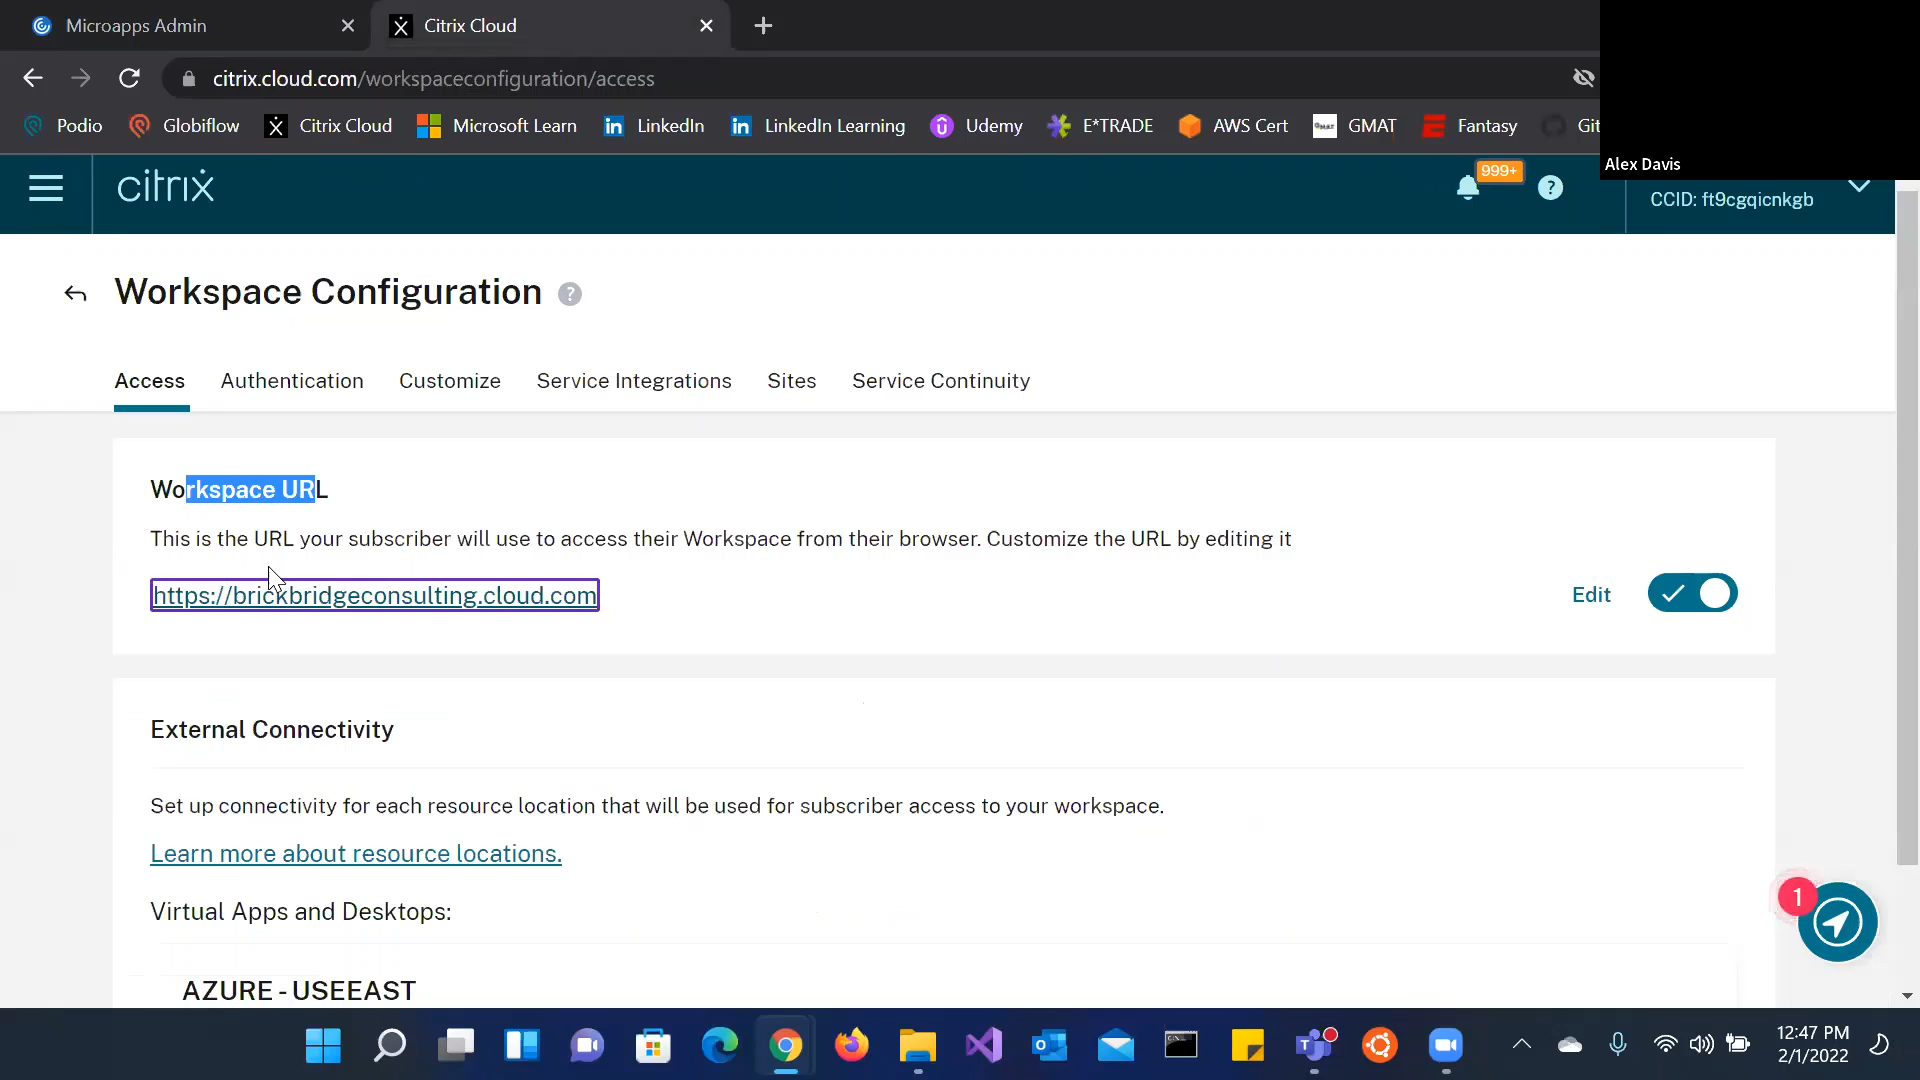 Microapps Admin
Citrix Cloud
citrix.cloud.com/workspaceconfiguration/access
Podio Globiflow Citrix Cloud Microsoft Learn LinkedIn LinkedIn Learning Udemy E*TRADE AWS Cert GMAT Fantasy Git
Alex Davis
citrix
999+
?
CCID: ft9cgqicnkgb
Workspace Configuration ?
Access Authentication Customize Service Integrations Sites Service Continuity
Workspace URL
This is the URL your subscriber will use to access their Workspace from their browser. Customize the URL by editing it
https://brickbridgeconsulting.cloud.com
Edit
External Connectivity
Set up connectivity for each resource location that will be used for subscriber access to your workspace.
Learn more about resource locations.
1
Virtual Apps and Desktops:
AZURE - USEEAST
12:47 PM
2/1/2022